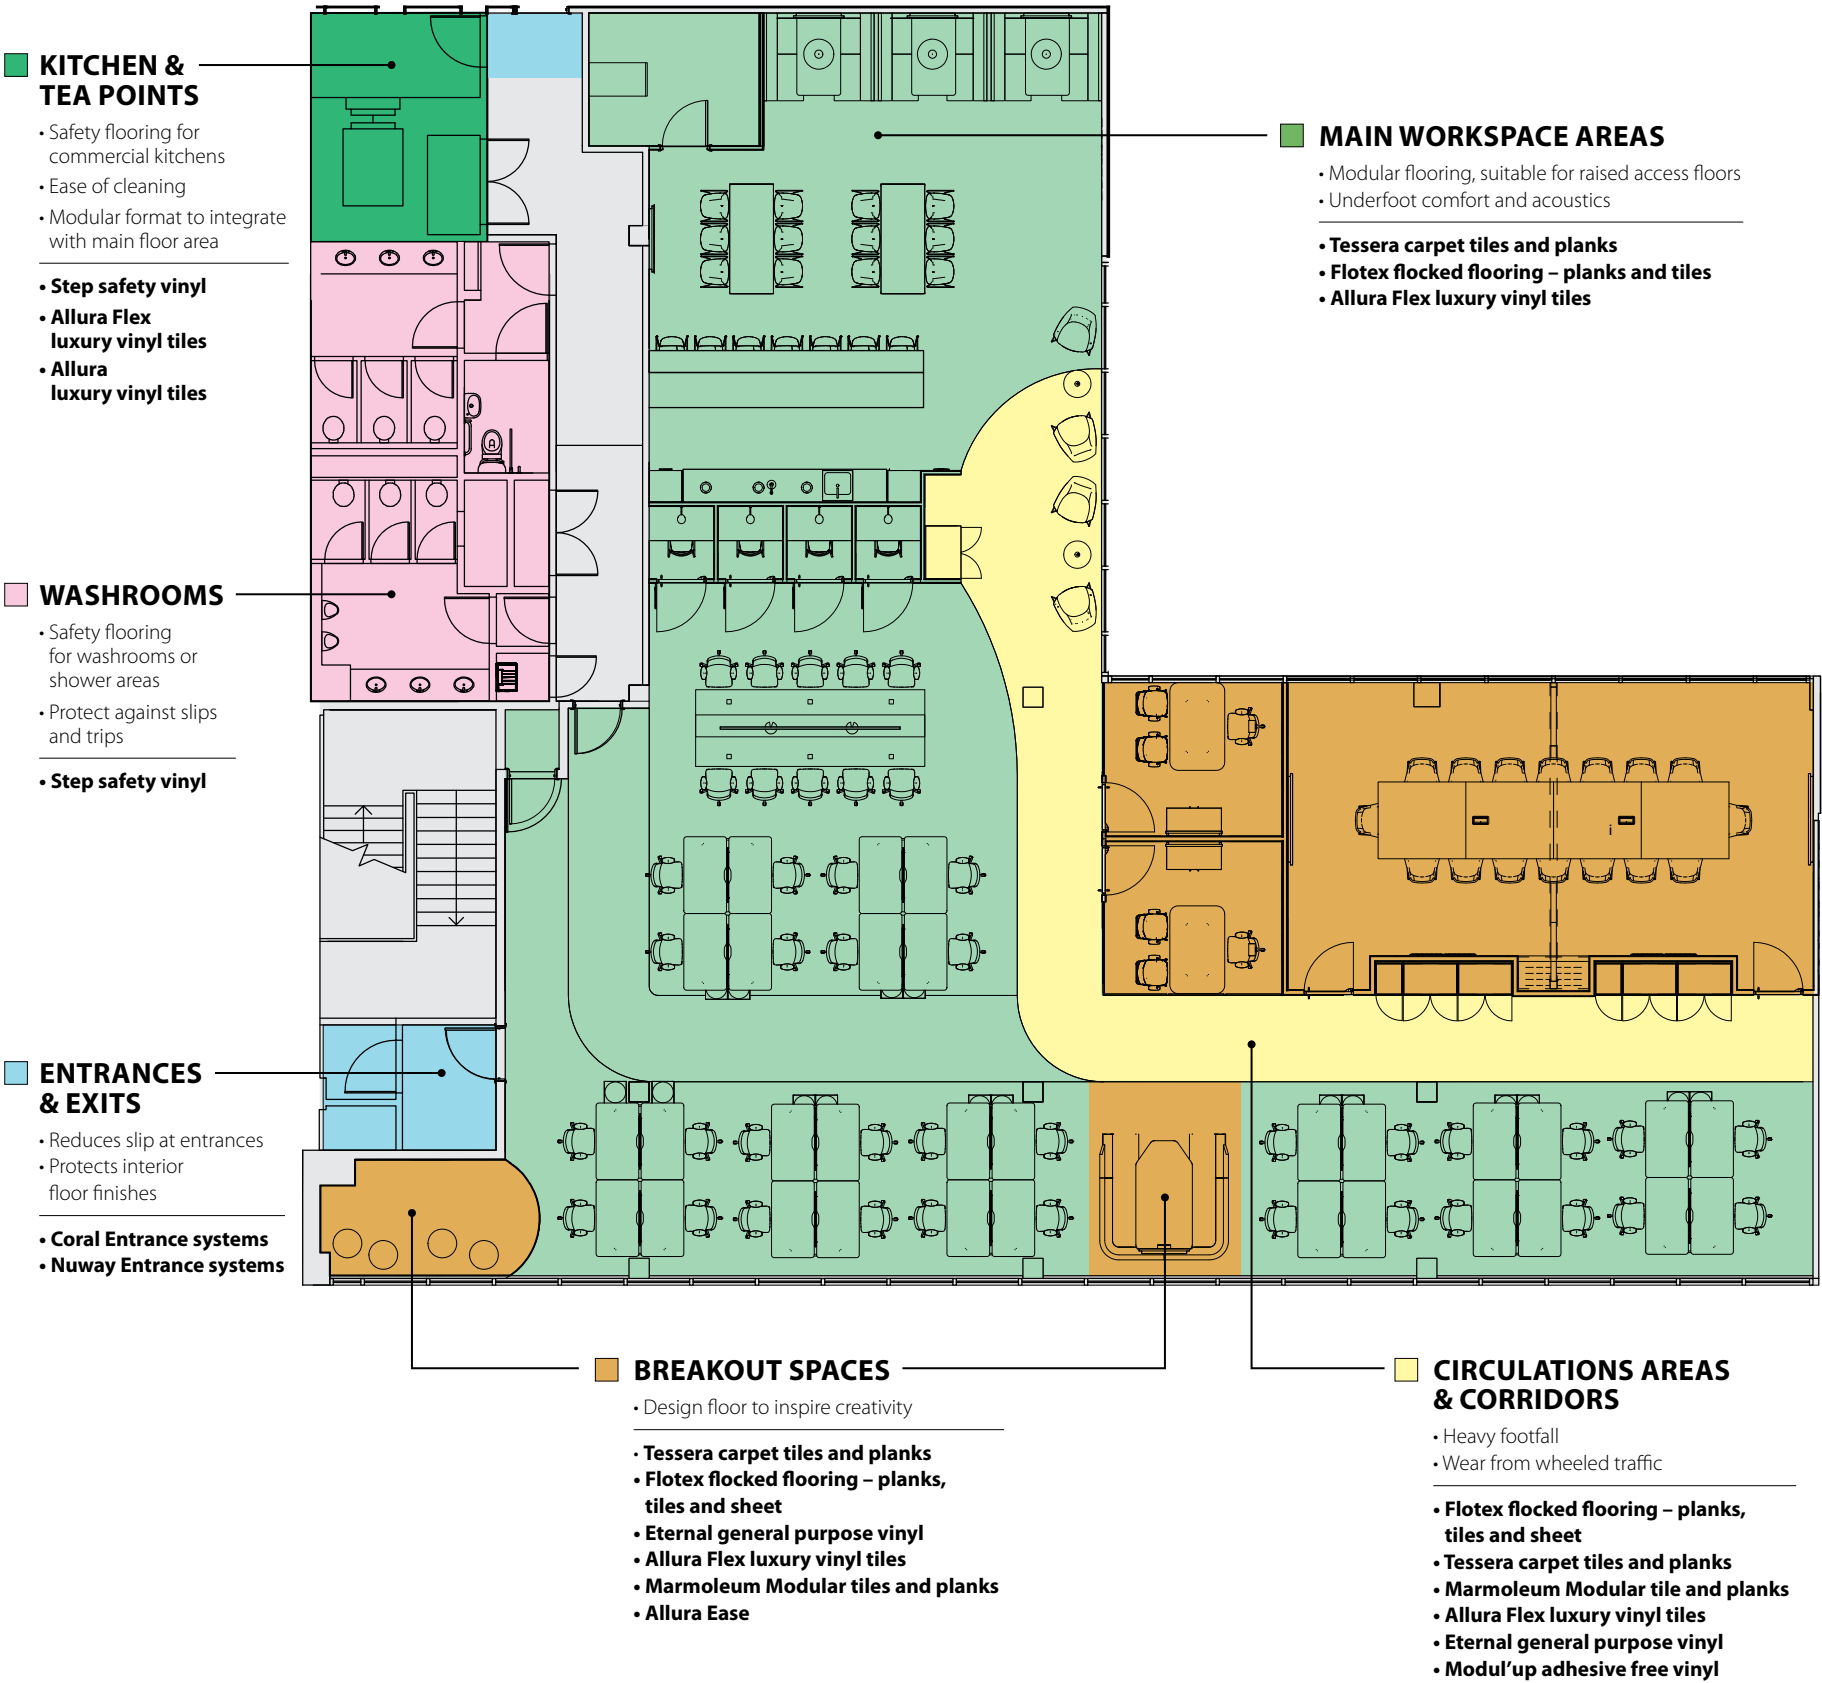 KITCHEN &
TEA POINTS
• Safety flooring for
commercial kitchens
• Ease of cleaning
• Modular format to integrate
with main floor area
• Step safety vinyl
• Allura Flex
luxury vinyl tiles
• Allura
luxury vinyl tiles
MAIN WORKSPACE AREAS
• Modular flooring, suitable for raised access floors
• Underfoot comfort and acoustics
• Tessera carpet tiles and planks
• Flotex flocked flooring – planks and tiles
• Allura Flex luxury vinyl tiles
WASHROOMS
• Safety flooring
for washrooms or
shower areas
• Protect against slips
and trips
• Step safety vinyl
ENTRANCES
& EXITS
• Reduces slip at entrances
• Protects interior
floor finishes
• Coral Entrance systems
• Nuway Entrance systems
BREAKOUT SPACES
• Design floor to inspire creativity
• Tessera carpet tiles and planks
• Flotex flocked flooring – planks,
tiles and sheet
• Eternal general purpose vinyl
• Allura Flex luxury vinyl tiles
• Marmoleum Modular tiles and planks
• Allura Ease
CIRCULATIONS AREAS
& CORRIDORS
• Heavy footfall
• Wear from wheeled traffic
• Flotex flocked flooring – planks,
tiles and sheet
• Tessera carpet tiles and planks
• Marmoleum Modular tile and planks
• Allura Flex luxury vinyl tiles
• Eternal general purpose vinyl
• Modul’up adhesive free vinyl